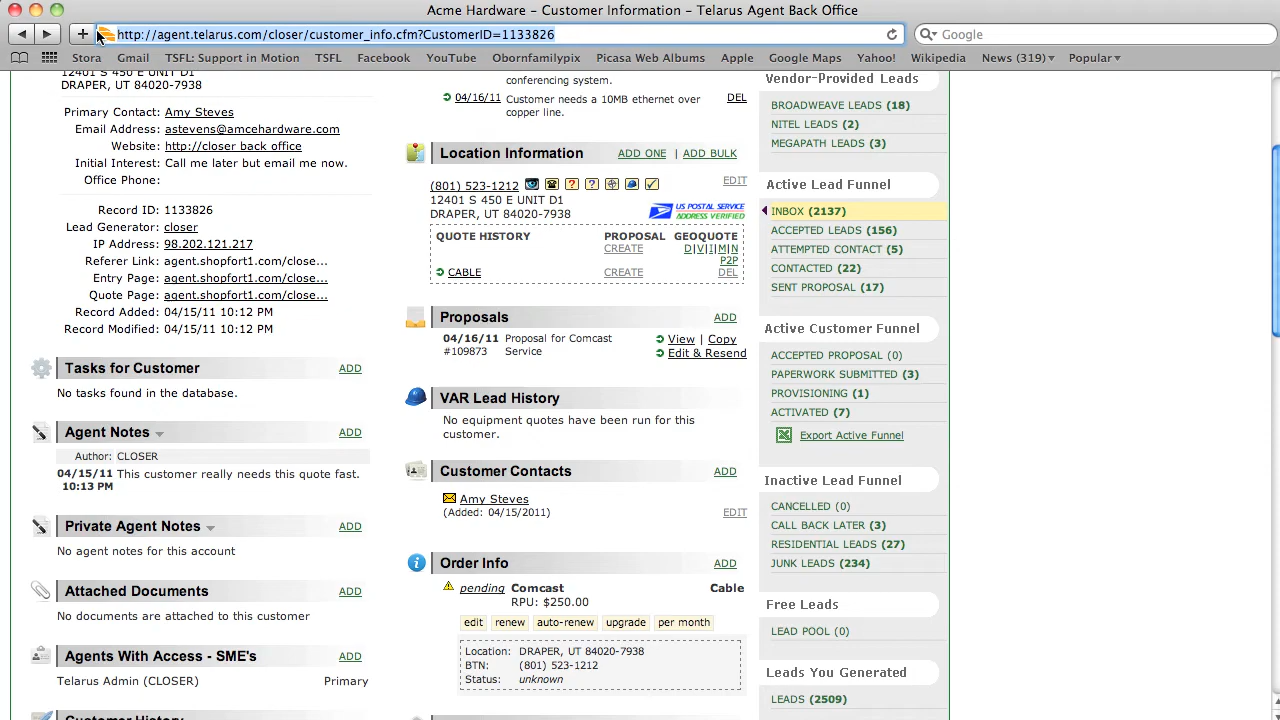 Acme Hardware - Customer Information - Telarus Agent Back Office
http://agent.telarus.com/closer/customer_info.cfm?CustomerID=1133826
Google
Stora Gmail TSFL: Support in Motion TSFL Facebook YouTube Obornfamilypix Picasa Web Albums Apple Google Maps Yahoo! Wikipedia News (319)▾ Popular▾
12401 S 450 E UNIT D1
DRAPER, UT 84020-7938
Primary Contact: Amy Steves
Email Address: astevens@amcehardware.com
Website: http://closer back office
Initial Interest: Call me later but email me now.
Office Phone:
Record ID: 1133826
Lead Generator: closer
IP Address: 98.202.121.217
Referer Link: agent.shopfort1.com/close...
Entry Page: agent.shopfort1.com/close...
Quote Page: agent.shopfort1.com/close...
Record Added: 04/15/11 10:12 PM
Record Modified: 04/15/11 10:12 PM
Tasks for Customer ADD
No tasks found in the database.
Agent Notes ADD
Author: CLOSER
04/15/11 This customer really needs this quote fast.
10:13 PM
Private Agent Notes ADD
No agent notes for this account
Attached Documents ADD
No documents are attached to this customer
Agents With Access - SME's ADD
Telarus Admin (CLOSER) Primary
Customer History
conferencing system.
04/16/11 Customer needs a 10MB ethernet over DEL
copper line.
Location Information ADD ONE | ADD BULK
(801) 523-1212 EDIT
12401 S 450 E UNIT D1
DRAPER, UT 84020-7938
US POSTAL SERVICE
ADDRESS VERIFIED
QUOTE HISTORY PROPOSAL GEOQUOTE
CREATE D|V|I|M|N
P2P
CABLE CREATE DEL
Proposals ADD
04/16/11 Proposal for Comcast View | Copy
#109873 Service Edit & Resend
VAR Lead History
No equipment quotes have been run for this
customer.
Customer Contacts ADD
Amy Steves
(Added: 04/15/2011) EDIT
Order Info ADD
pending Comcast Cable
RPU: $250.00
edit renew auto-renew upgrade per month
Location: DRAPER, UT 84020-7938
BTN: (801) 523-1212
Status: unknown
Vendor-Provided Leads
BROADWEAVE LEADS (18)
NITEL LEADS (2)
MEGAPATH LEADS (3)
Active Lead Funnel
INBOX (2137)
ACCEPTED LEADS (156)
ATTEMPTED CONTACT (5)
CONTACTED (22)
SENT PROPOSAL (17)
Active Customer Funnel
ACCEPTED PROPOSAL (0)
PAPERWORK SUBMITTED (3)
PROVISIONING (1)
ACTIVATED (7)
Export Active Funnel
Inactive Lead Funnel
CANCELLED (0)
CALL BACK LATER (3)
RESIDENTIAL LEADS (27)
JUNK LEADS (234)
Free Leads
LEAD POOL (0)
Leads You Generated
LEADS (2509)